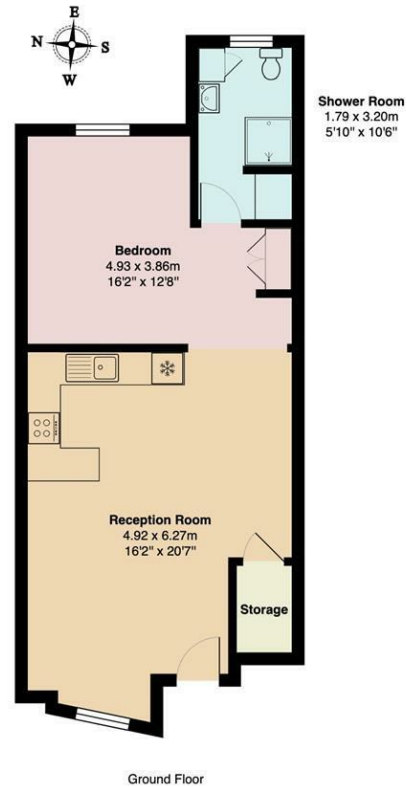 E
N
S
W
Shower Room
1.79 x 3.20m
5'10" x 10'6"
Bedroom
4.93 x 3.86m
16'2" x 12'8"
Reception Room
4.92 x 6.27m
16'2" x 20'7"
Storage
Ground Floor